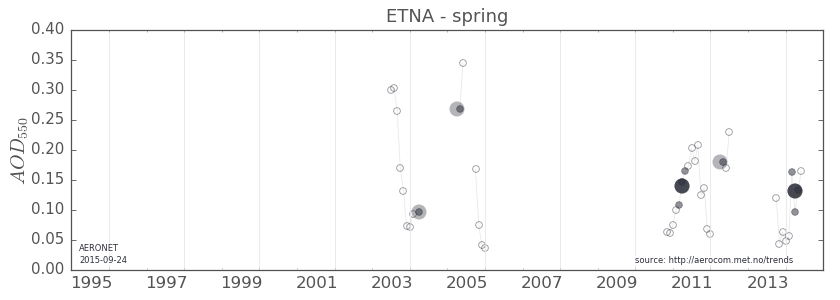 ETNA - spring
0.40
0.35
0.30
0.25
0.20
0.15
0.10
0.05
0.00
AOD550
AERONET
2015-09-24
source: http://aerocom.met.no/trends
1995 1997 1999 2001 2003 2005 2007 2009 2011 2013